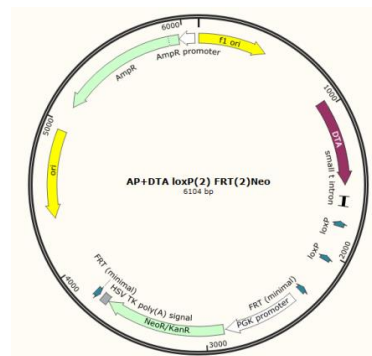 6000
AmpR promoter
f1 ori
AmpR
1000
DTA
small t intron
5000
ori
AP+DTA loxP(2) FRT(2)Neo
6104 bp
loxP
2000
loxP
FRT (minimal)
HSV TK poly(A) signal
FRT (minimal)
PGK promoter
4000
NeoR/KanR
3000